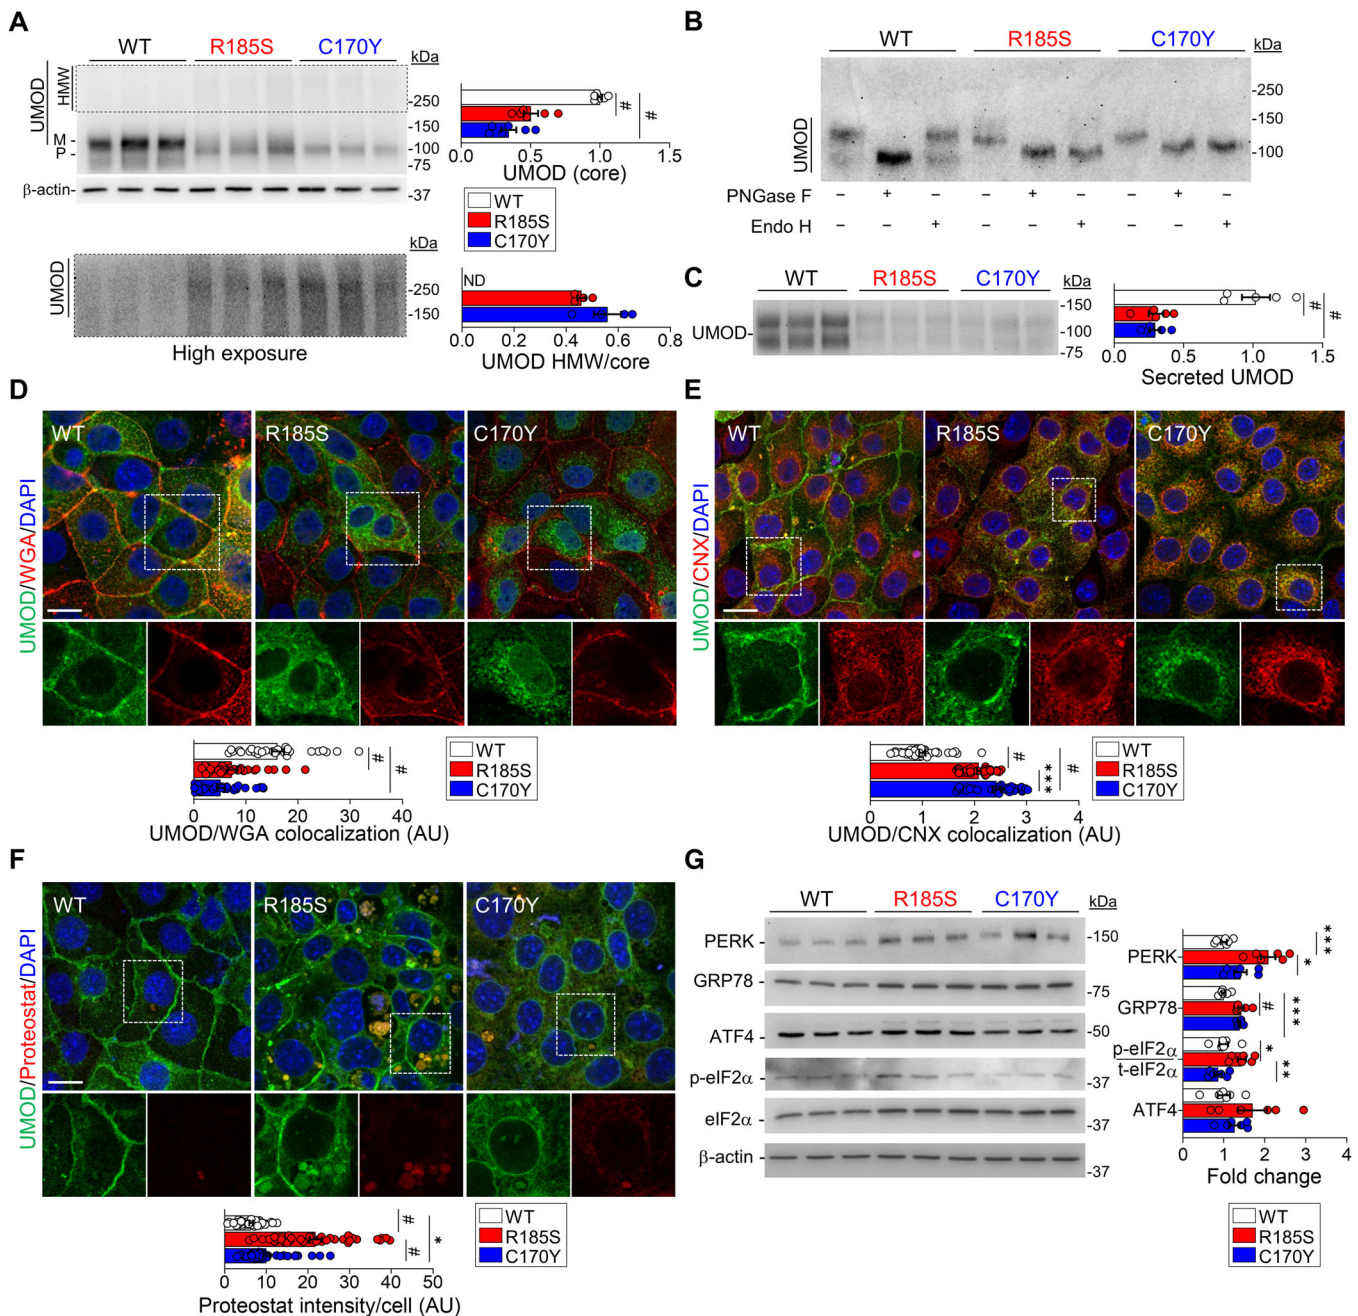 A
WT R185S C170Y
kDa
UMOD
HMW
-250
-150
M-
P-
-100
-75
β-actin-
-37
#
#
0.0 0.5 1.0 1.5
UMOD (core)
WT
R185S
C170Y
kDa
UMOD
-250
-150
High exposure
ND
0.0 0.2 0.4 0.6 0.8
UMOD HMW/core
B
WT R185S C170Y
kDa
UMOD
250
150
100
PNGase F – + – – + – – + –
Endo H – – + – – + – – +
C
WT R185S C170Y
kDa
UMOD-
-150
-100
-75
#
#
0.0 0.5 1.0 1.5
Secreted UMOD
D
UMOD/WGA/DAPI
WT R185S C170Y
#
#
0 10 20 30 40
UMOD/WGA colocalization (AU)
WT
R185S
C170Y
E
UMOD/CNX/DAPI
WT R185S C170Y
#
***
#
0 1 2 3 4
UMOD/CNX colocalization (AU)
WT
R185S
C170Y
F
UMOD/Proteostat/DAPI
WT R185S C170Y
#
#
*
0 10 20 30 40 50
Proteostat intensity/cell (AU)
WT
R185S
C170Y
G
WT R185S C170Y
kDa
PERK - -150
GRP78 - -75
ATF4 - -50
p-eIF2α - -37
eIF2α - -37
β-actin - -37
PERK
***
*
GRP78
#
***
p-eIF2α
t-eIF2α
*
**
ATF4
0 1 2 3 4
Fold change
WT
R185S
C170Y